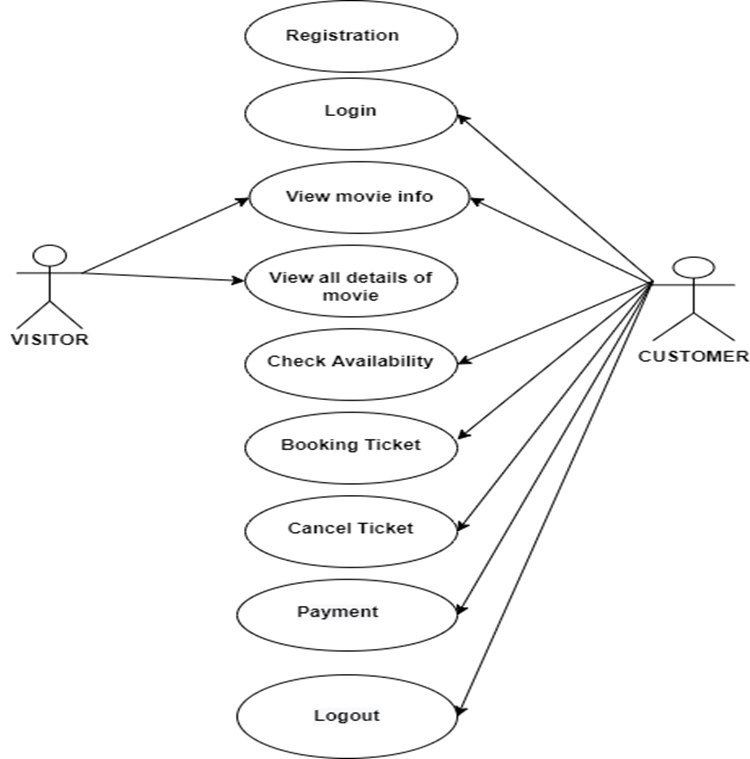 Registration
Login
View movie info
View all details of
movie
VISITOR
Check Availability
CUSTOMER
Booking Ticket
Cancel Ticket
Payment
Logout